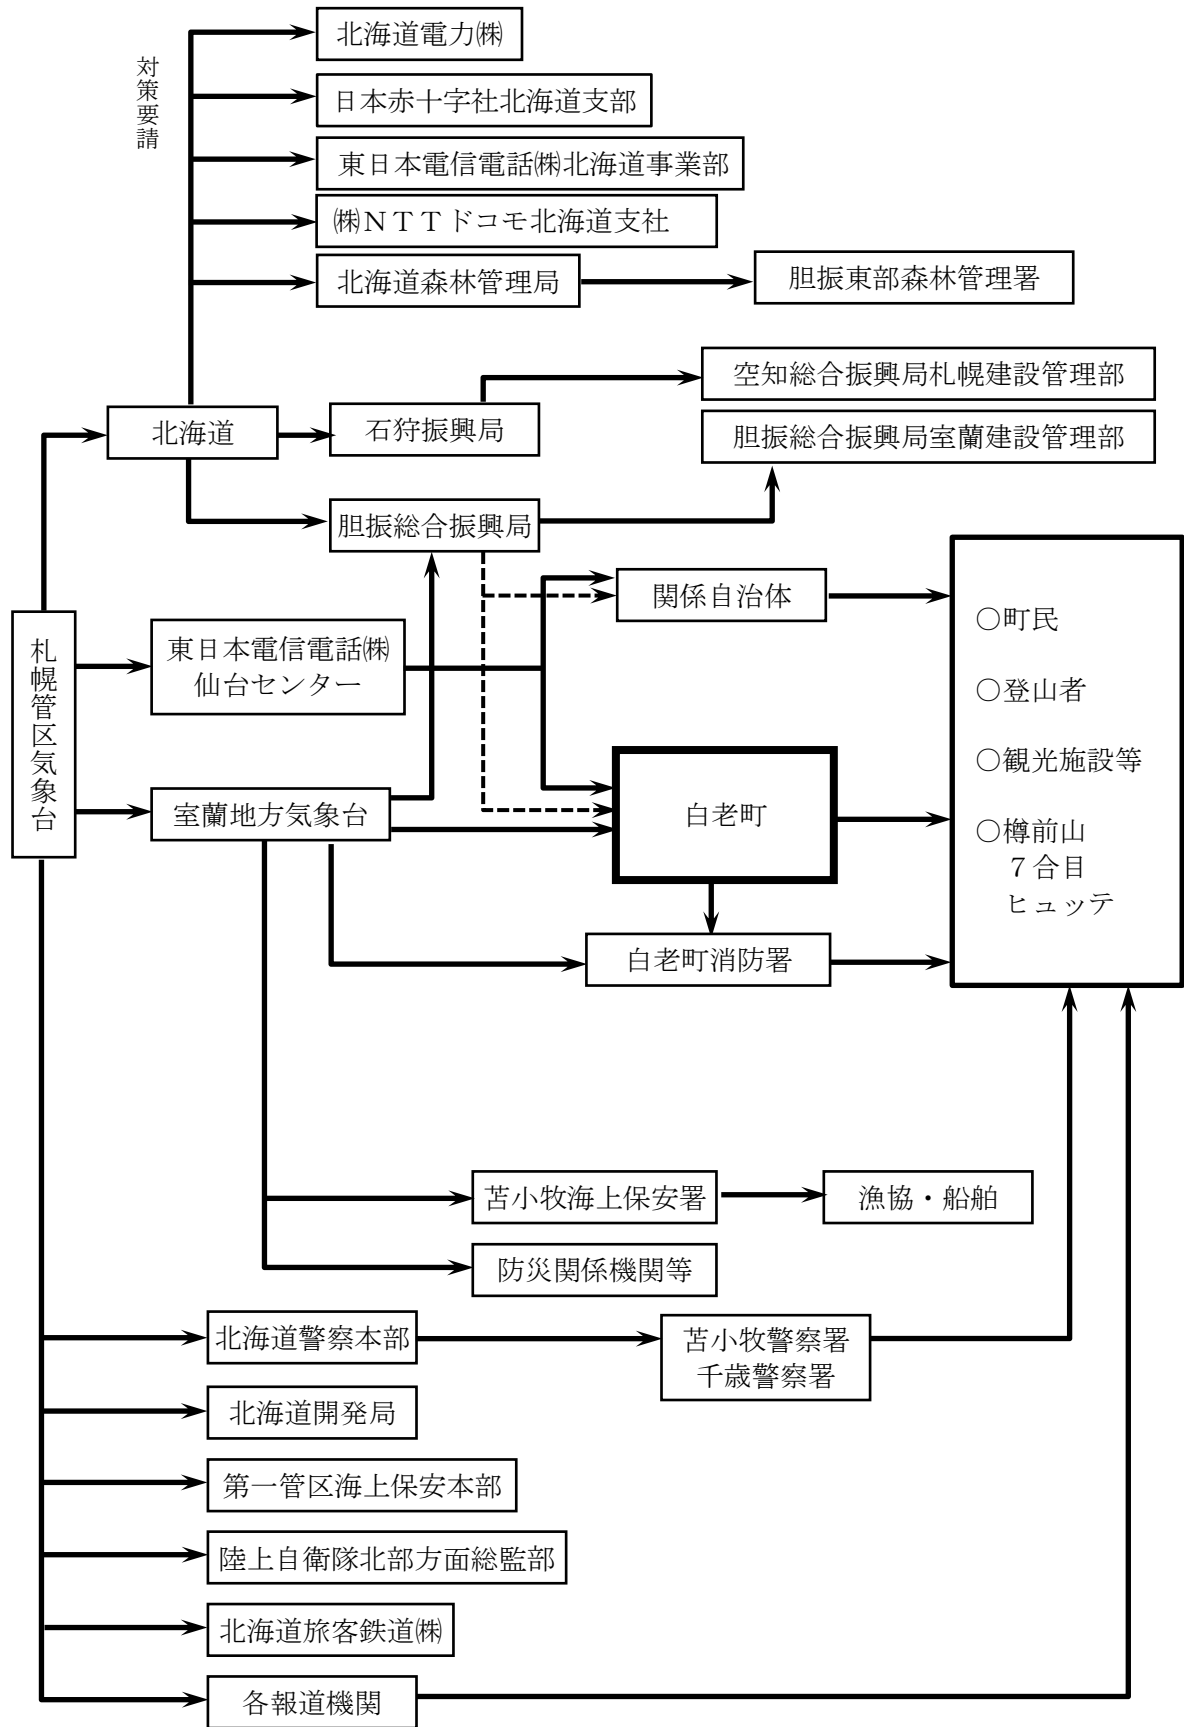 対策要請
北海道電力㈱
日本赤十字社北海道支部
東日本電信電話㈱北海道事業部
㈱ＮＴＴドコモ北海道支社
北海道森林管理局
胆振東部森林管理署
空知総合振興局札幌建設管理部
北海道
石狩振興局
胆振総合振興局室蘭建設管理部
胆振総合振興局
関係自治体
札幌管区気象台
東日本電信電話㈱
仙台センター
○町民
○登山者
○観光施設等
○樽前山
７合目
ヒュッテ
室蘭地方気象台
白老町
白老町消防署
苫小牧海上保安署
漁協・船舶
防災関係機関等
北海道警察本部
苫小牧警察署
千歳警察署
北海道開発局
第一管区海上保安本部
陸上自衛隊北部方面総監部
北海道旅客鉄道㈱
各報道機関